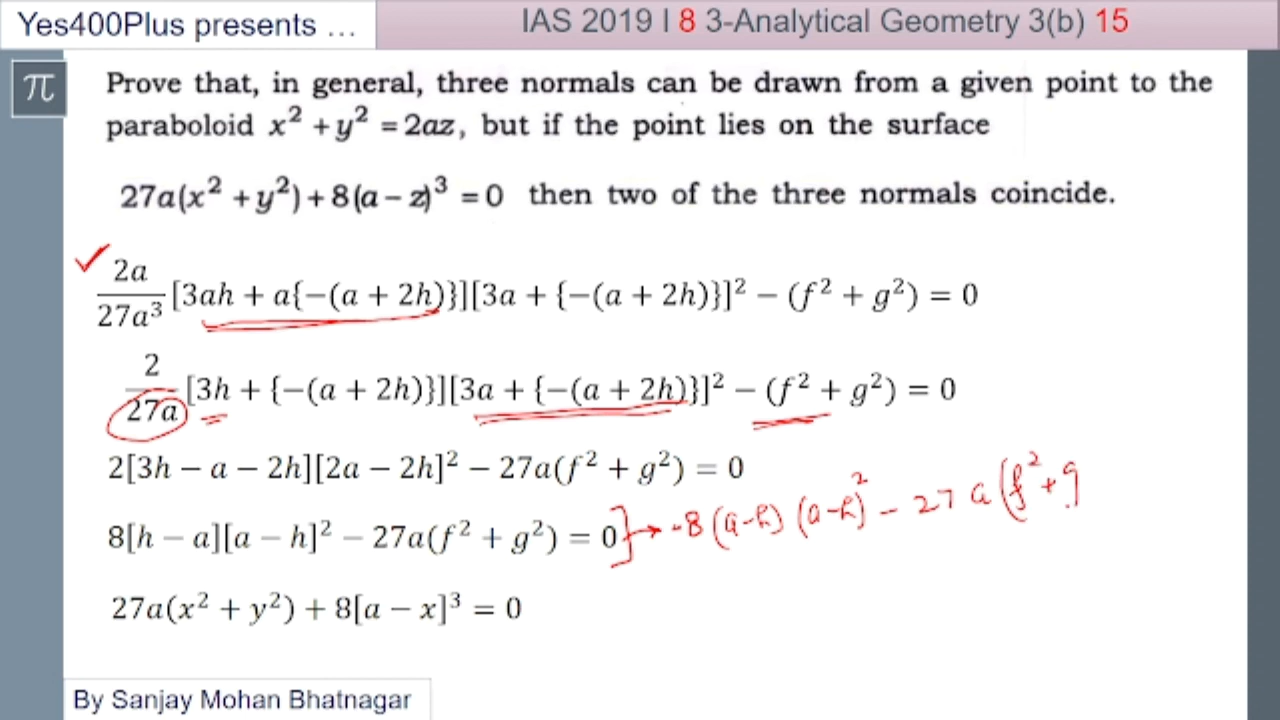 Yes400Plus presents ...
IAS 2019 I 8 3-Analytical Geometry 3(b) 15
π
Prove that, in general, three normals can be drawn from a given point to the
paraboloid x² + y² = 2az, but if the point lies on the surface
27a(x² + y²) + 8(a − z)³ = 0 then two of the three normals coincide.
2a/27a³ [3ah + a{−(a + 2h)}][3a + {−(a + 2h)}]² − (f² + g²) = 0
2/27a [3h + {−(a + 2h)}][3a + {−(a + 2h)}]² − (f² + g²) = 0
2[3h − a − 2h][2a − 2h]² − 27a(f² + g²) = 0
8[h − a][a − h]² − 27a(f² + g²) = 0 }→ -8 (a-h) (a-h)² - 27 a (f² + g
27a(x² + y²) + 8[a − x]³ = 0
By Sanjay Mohan Bhatnagar